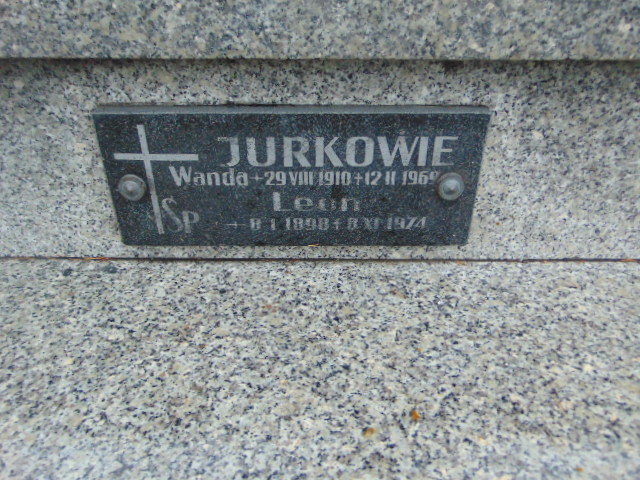 JURKOWIE
Wanda +29 VIII 1910 +12 II 1969
Leon
ŚP +8 I 1898 + 8 XI 1974